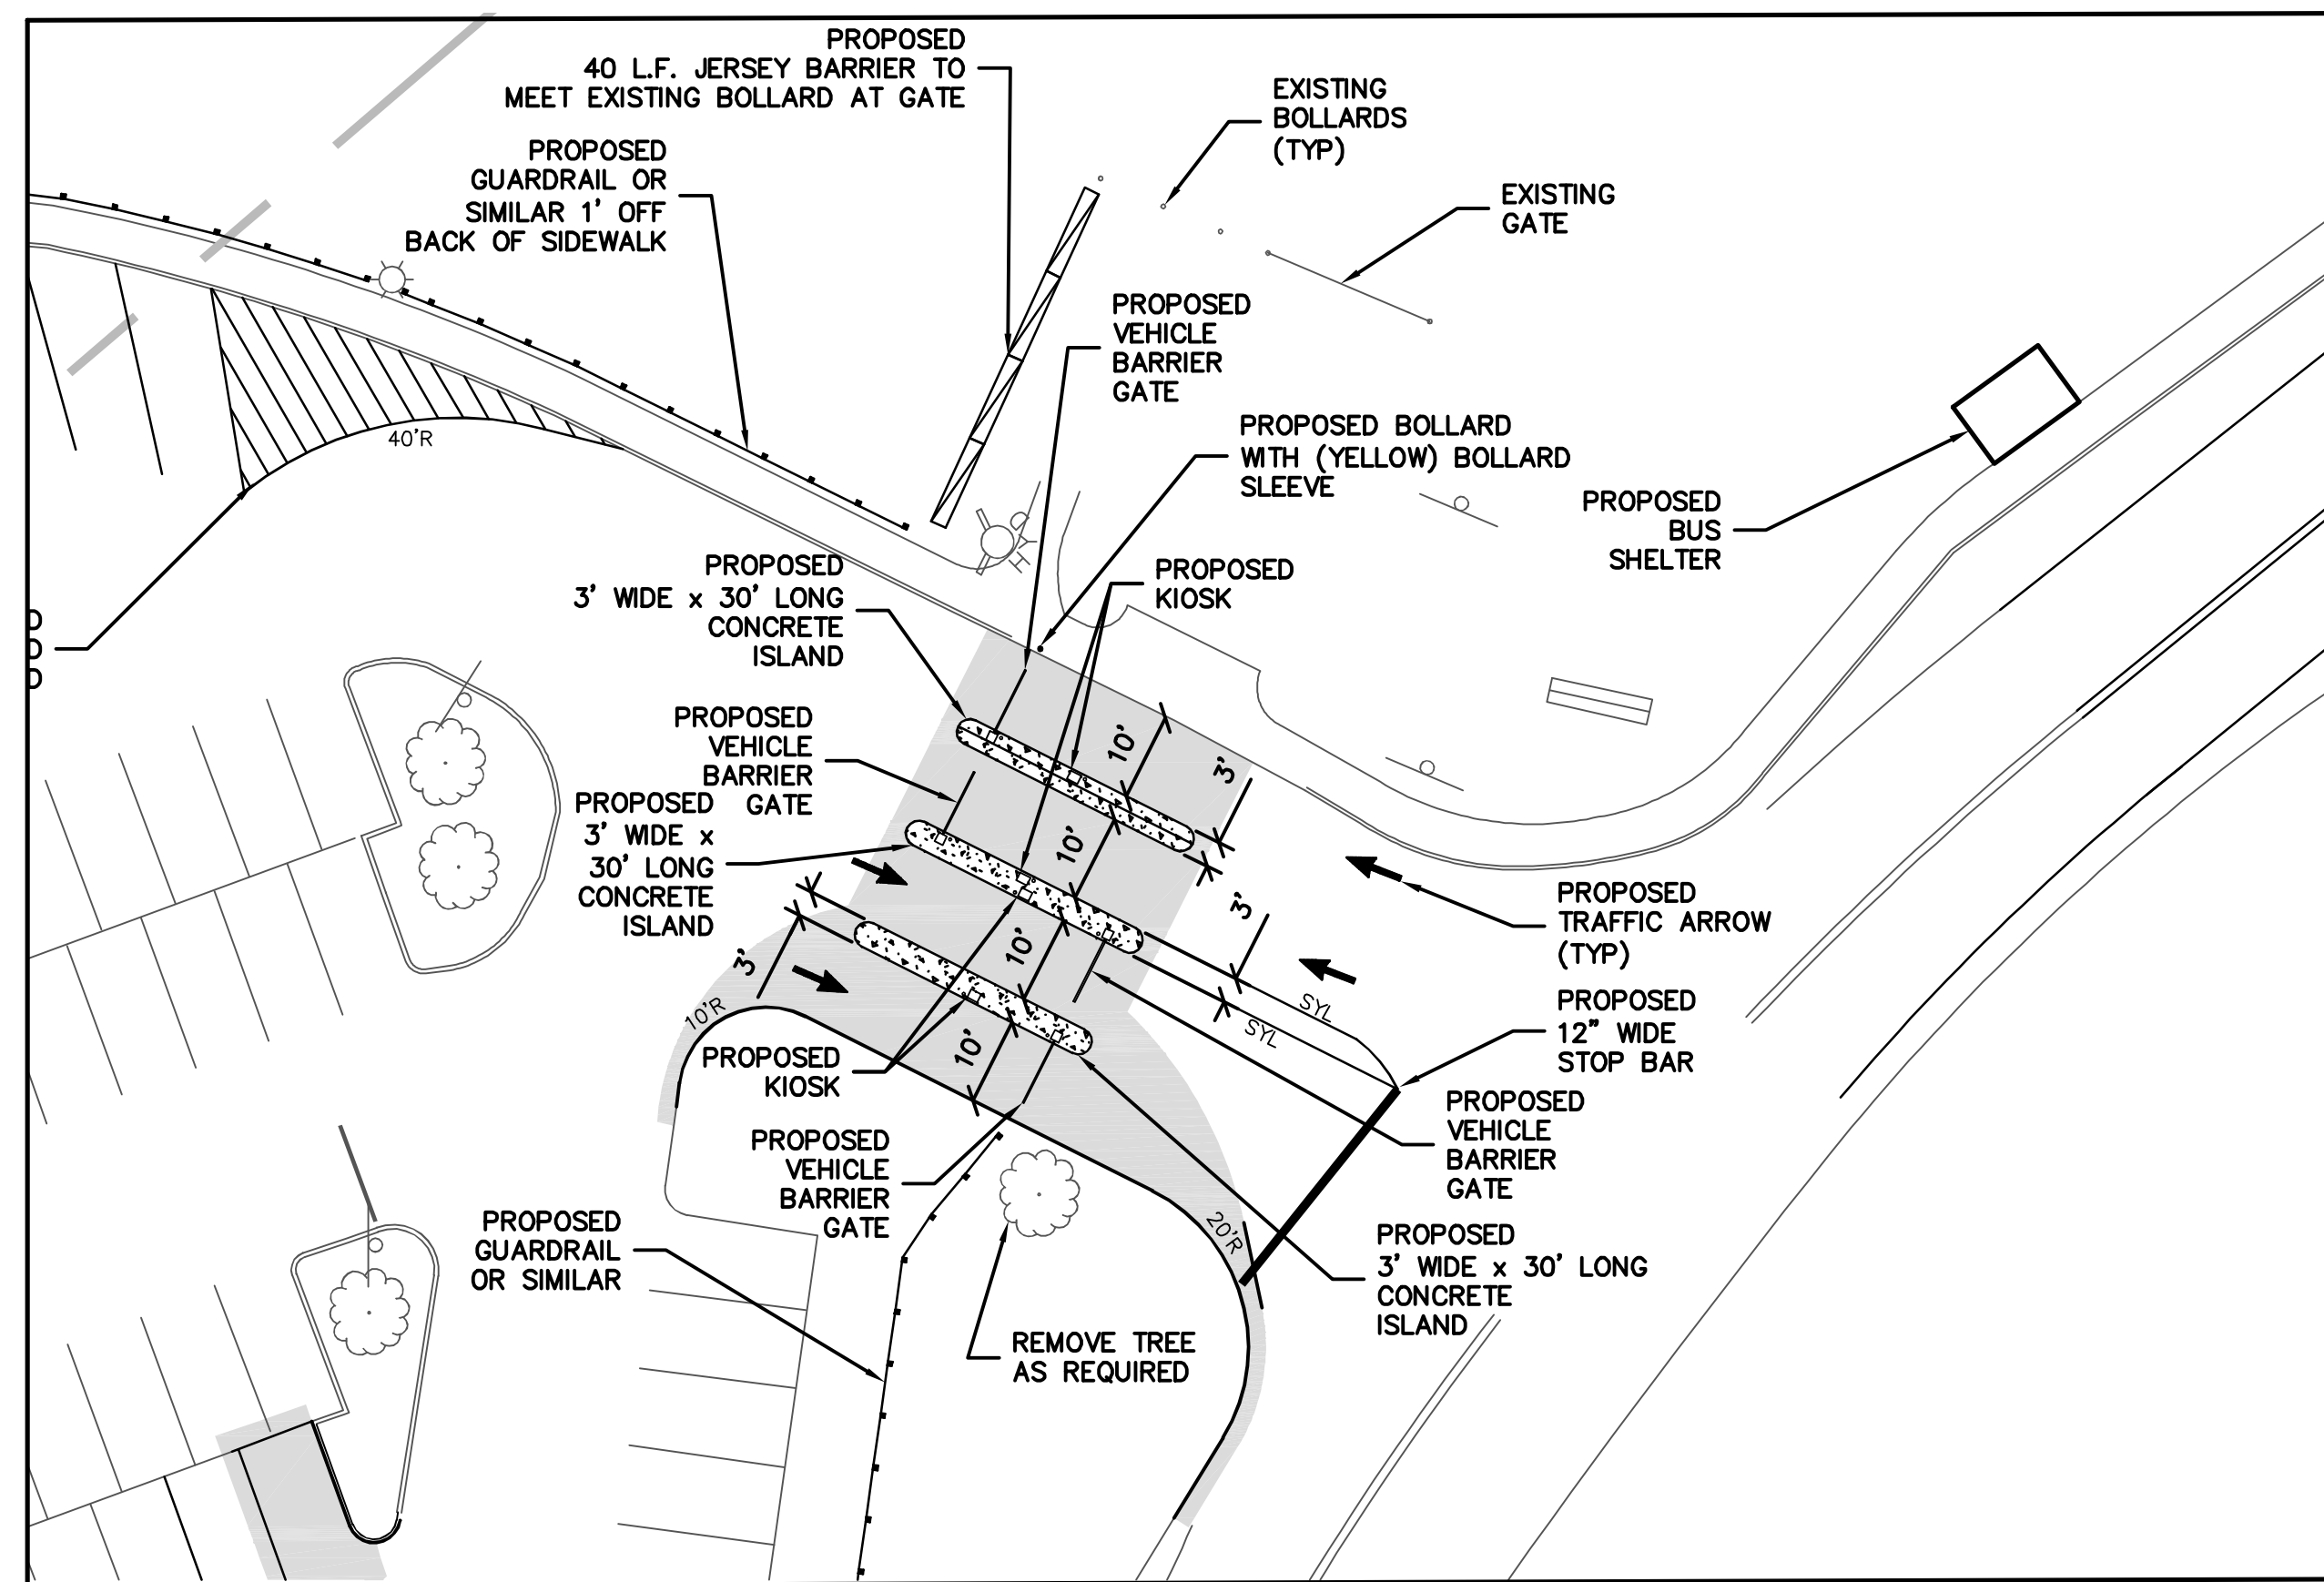 PROPOSED
40 L.F. JERSEY BARRIER TO
MEET EXISTING BOLLARD AT GATE
EXISTING
BOLLARDS
(TYP)
PROPOSED
GUARDRAIL OR
SIMILAR 1' OFF
BACK OF SIDEWALK
EXISTING
GATE
PROPOSED
VEHICLE
BARRIER
GATE
40'R
PROPOSED BOLLARD
WITH (YELLOW) BOLLARD
SLEEVE
PROPOSED
BUS
SHELTER
HYD
PROPOSED
3' WIDE x 30' LONG
CONCRETE
ISLAND
PROPOSED
KIOSK
D
D
D
PROPOSED
VEHICLE
BARRIER
GATE
10'
3'
PROPOSED
3' WIDE x
30' LONG
CONCRETE
ISLAND
10'
3'
PROPOSED
TRAFFIC ARROW
(TYP)
10'
3'
SYL
SYL
10'R
10'
PROPOSED
12" WIDE
STOP BAR
PROPOSED
KIOSK
PROPOSED
VEHICLE
BARRIER
GATE
PROPOSED
VEHICLE
BARRIER
GATE
PROPOSED
GUARDRAIL
OR SIMILAR
20'R
PROPOSED
3' WIDE x 30' LONG
CONCRETE
ISLAND
REMOVE TREE
AS REQUIRED